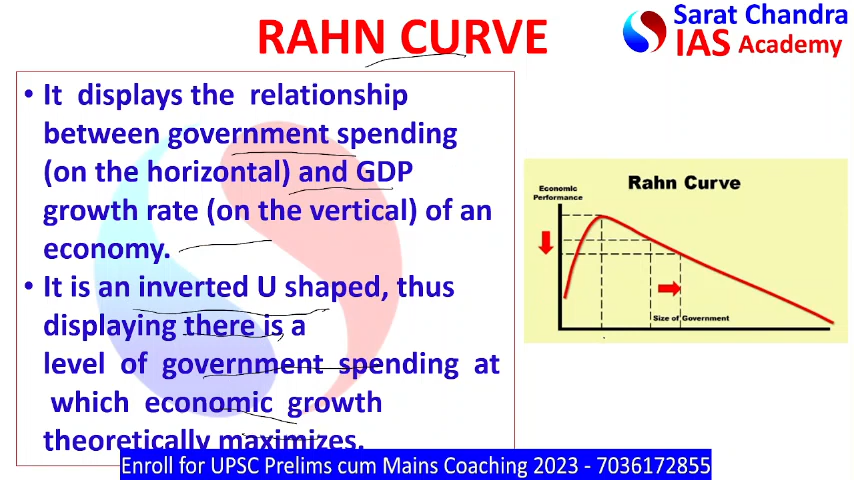 RAHN CURVE
Sarat Chandra
IAS Academy
• It displays the relationship
between government spending
(on the horizontal) and GDP
growth rate (on the vertical) of an
economy.
• It is an inverted U shaped, thus
displaying there is a
level of government spending at
which economic growth
theoretically maximizes.
Rahn Curve
Economic
Performance
Size of Government
Enroll for UPSC Prelims cum Mains Coaching 2023 - 7036172855